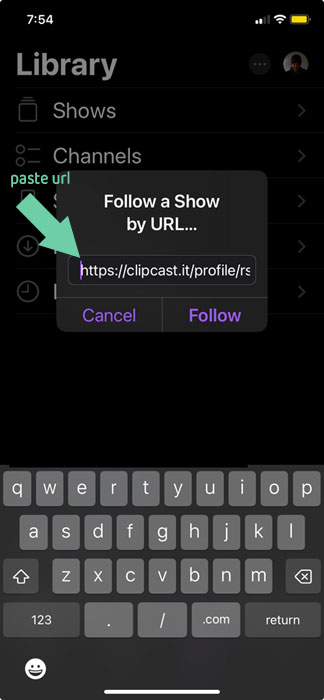 7:54
Library
Shows
Channels
paste url
Follow a Show
by URL...
https://clipcast.it/profile/rs
Cancel
Follow
q w e r t y u i o p
a s d f g h j k l
z x c v b n m
123 . / .com return